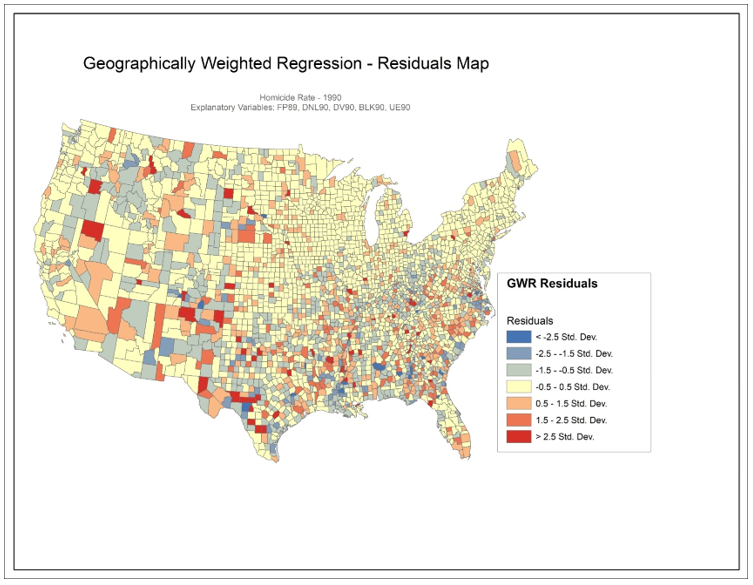 Geographically Weighted Regression - Residuals Map
Homicide Rate - 1990
Explanatory Variables: FP89, DNL90, DV90, BLK90, UE90
GWR Residuals
Residuals
< -2.5 Std. Dev.
-2.5 - -1.5 Std. Dev.
-1.5 - -0.5 Std. Dev.
-0.5 - 0.5 Std. Dev.
0.5 - 1.5 Std. Dev.
1.5 - 2.5 Std. Dev.
> 2.5 Std. Dev.